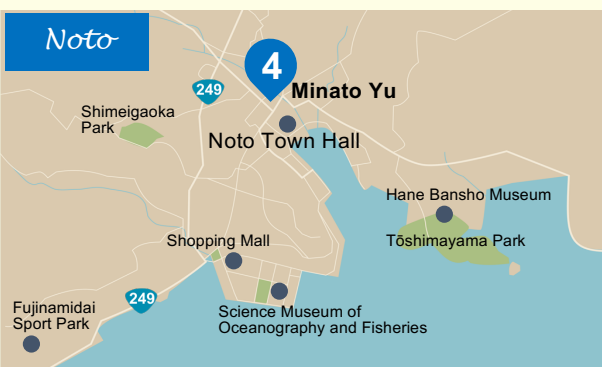 Noto
4
249
Minato Yu
Shimeigaoka
Park
Noto Town Hall
Hane Bansho Museum
Shopping Mall
Tōshimayama Park
249
Fujinamidai
Sport Park
Science Museum of
Oceanography and Fisheries